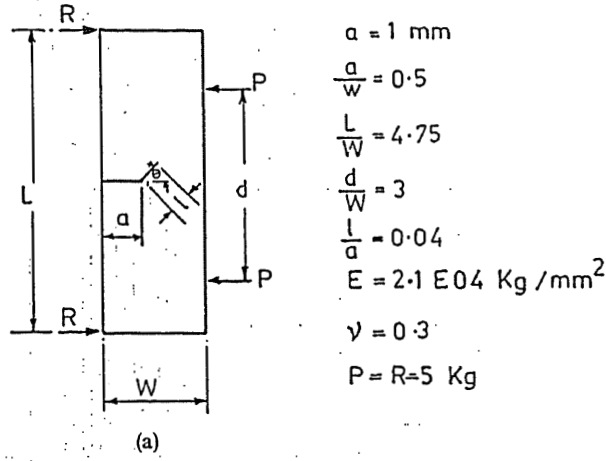 R
P
L
θ
l
d
a
P
R
W
(a)
a = 1 mm
a/w = 0.5
L/W = 4.75
d/W = 3
l/a = 0.04
E = 2.1 E04 Kg/mm²
ν = 0.3
P = R=5 Kg